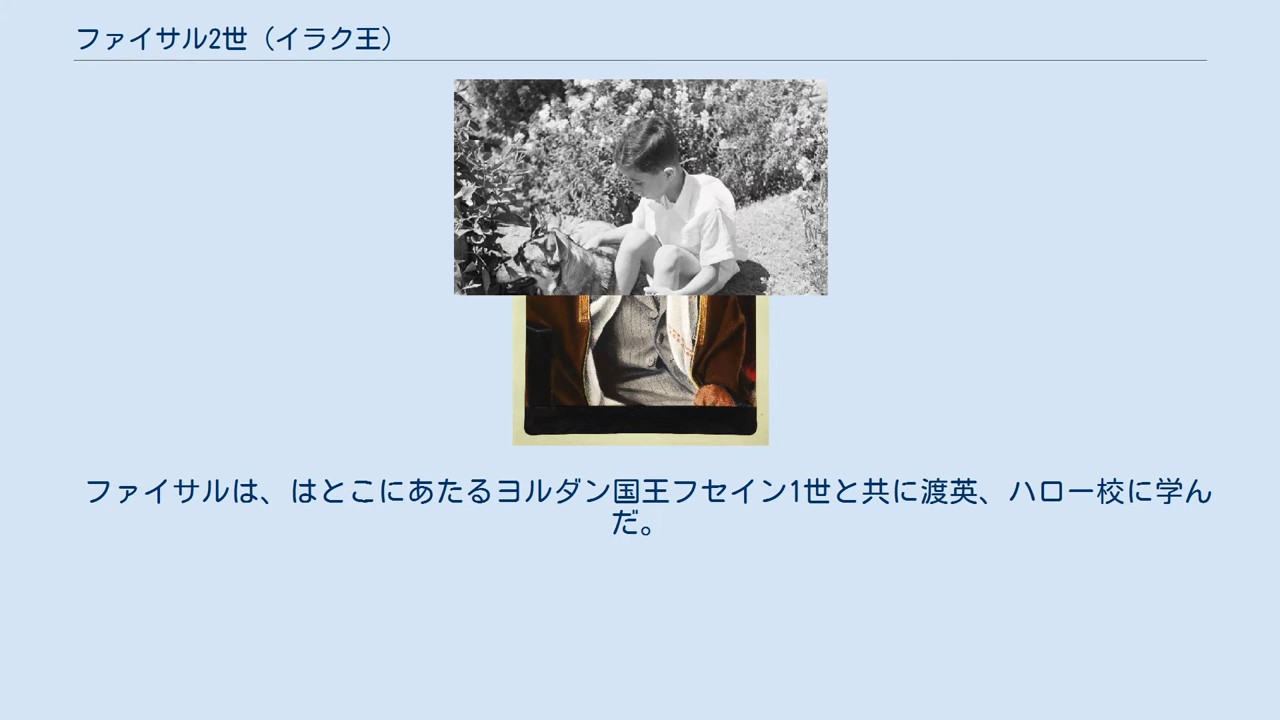 ファイサル2世（イラク王）
ファイサルは、はとこにあたるヨルダン国王フセイン1世と共に渡英、ハロー校に学ん
だ。